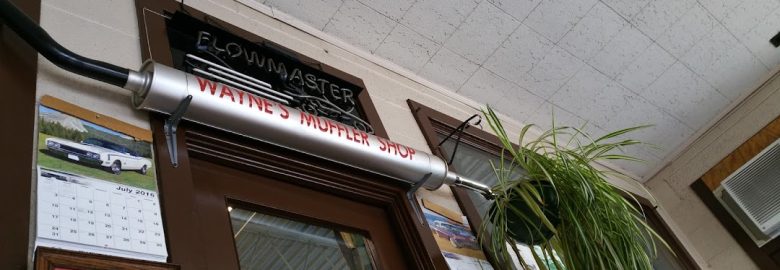 FLOWMASTER
WAYNE'S MUFFLER SHOP
July 2016